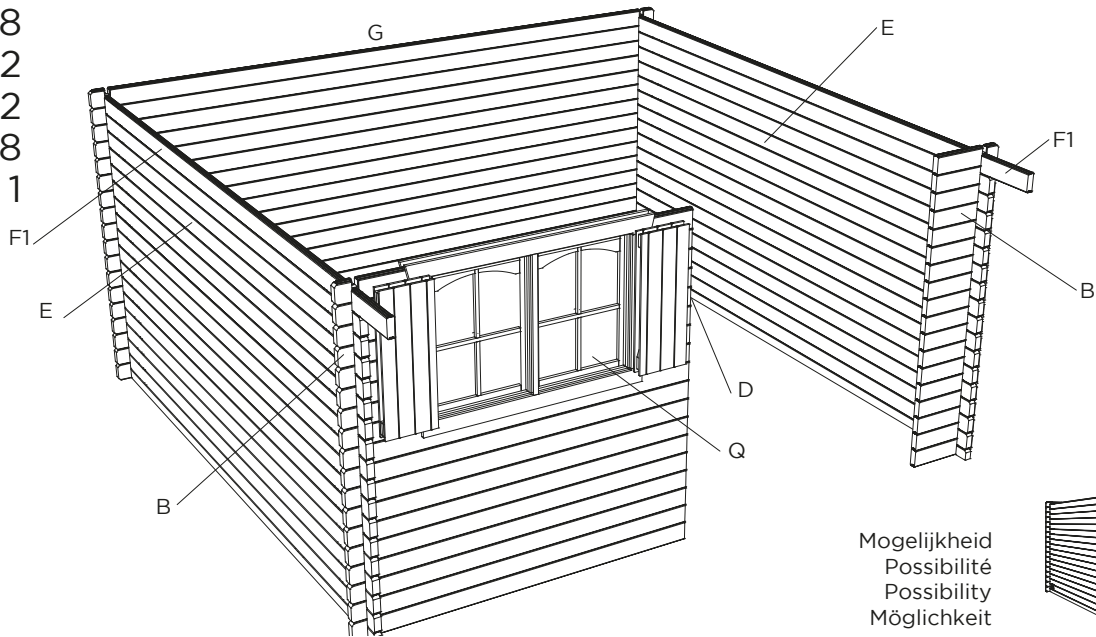 8
2
2
8
1
G
E
F1
F1
E
B
D
Q
B
Mogelijkheid
Possibilité
Possibility
Möglichkeit